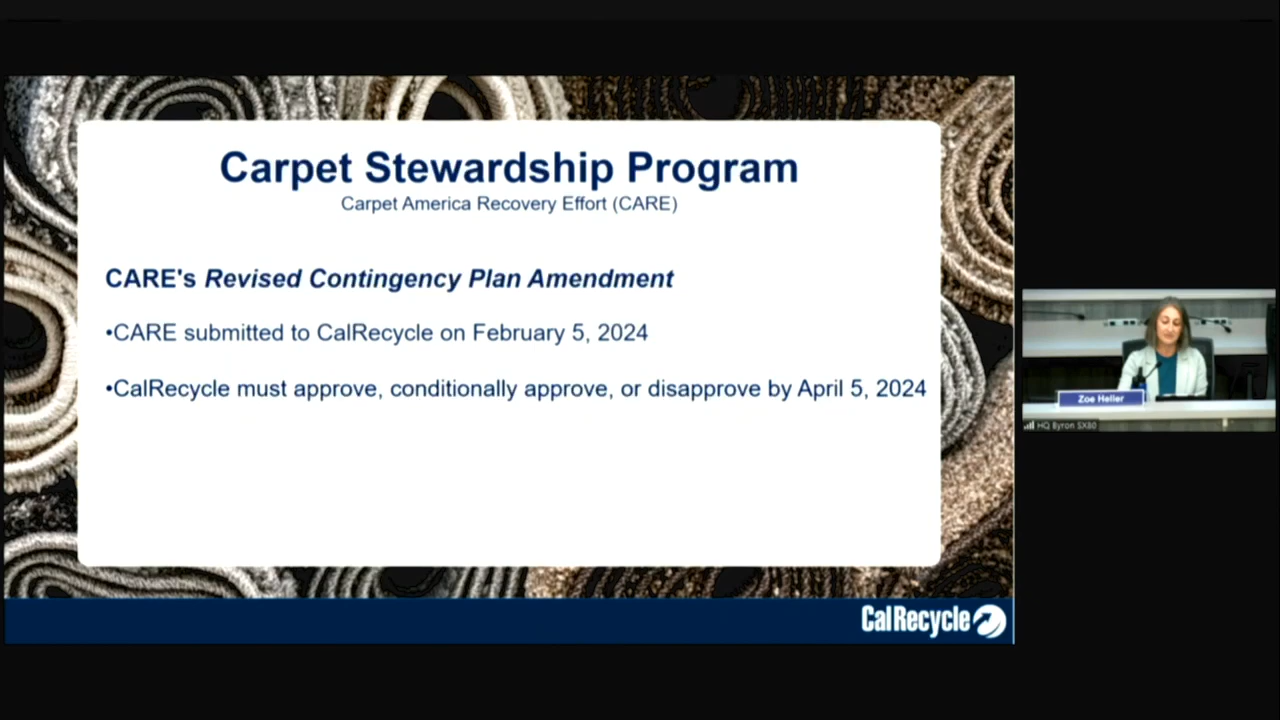 Carpet Stewardship Program
Carpet America Recovery Effort (CARE)
CARE's Revised Contingency Plan Amendment
•CARE submitted to CalRecycle on February 5, 2024
•CalRecycle must approve, conditionally approve, or disapprove by April 5, 2024
CalRecycle
Zoe Heller
HQ Byron SX80